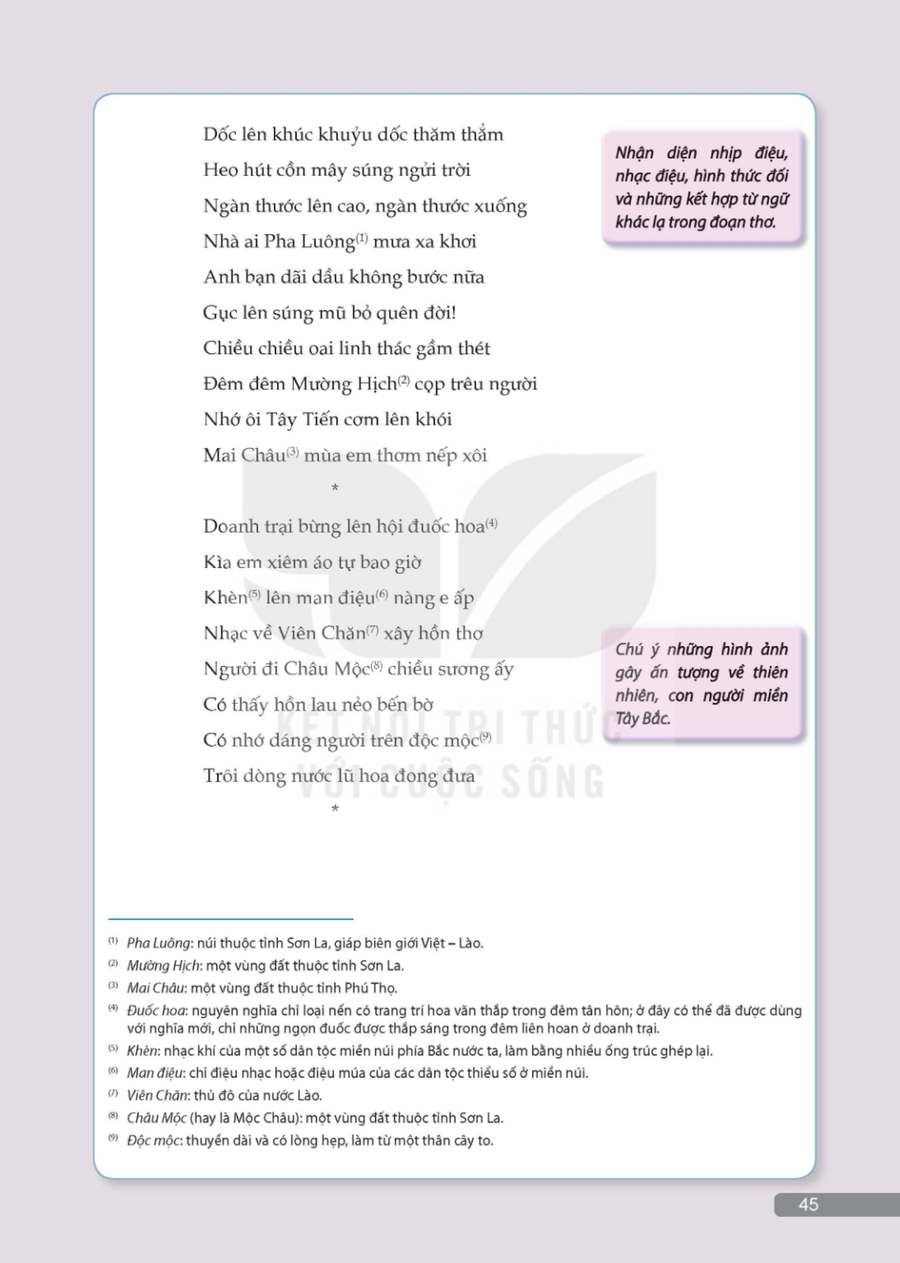 Dốc lên khúc khuỷu dốc thăm thẳm
Heo hút cồn mây súng ngửi trời
Ngàn thước lên cao, ngàn thước xuống
Nhà ai Pha Luông(1) mưa xa khơi
Anh bạn dãi dầu không bước nữa
Gục lên súng mũ bỏ quên đời!
Chiều chiều oai linh thác gầm thét
Đêm đêm Mường Hịch(2) cọp trêu người
Nhớ ôi Tây Tiến cơm lên khói
Mai Châu(3) mùa em thơm nếp xôi
*
Doanh trại bừng lên hội đuốc hoa(4)
Kìa em xiêm áo tự bao giờ
Khèn(5) lên man điệu(6) nàng e ấp
Nhạc về Viên Chăn(7) xây hồn thơ
Người đi Châu Mộc(8) chiều sương ấy
Có thấy hồn lau nẻo bến bờ
Có nhớ dáng người trên độc mộc(9)
Trôi dòng nước lũ hoa đong đưa
*
Nhận diện nhịp điệu,
nhạc điệu, hình thức đối
và những kết hợp từ ngữ
khác lạ trong đoạn thơ.
Chú ý những hình ảnh
gây ấn tượng về thiên
nhiên, con người miền
Tây Bắc.
KẾT NỐI TRI THỨC
VỚI CUỘC SỐNG
(1) Pha Luông: núi thuộc tỉnh Sơn La, giáp biên giới Việt – Lào.
(2) Mường Hịch: một vùng đất thuộc tỉnh Sơn La.
(3) Mai Châu: một vùng đất thuộc tỉnh Phú Thọ.
(4) Đuốc hoa: nguyên nghĩa chỉ loại nến có trang trí hoa văn thắp trong đêm tân hôn; ở đây có thể đã được dùng
với nghĩa mới, chỉ những ngọn đuốc được thắp sáng trong đêm liên hoan ở doanh trại.
(5) Khèn: nhạc khí của một số dân tộc miền núi phía Bắc nước ta, làm bằng nhiều ống trúc ghép lại.
(6) Man điệu: chỉ điệu nhạc hoặc điệu múa của các dân tộc thiểu số ở miền núi.
(7) Viên Chăn: thủ đô của nước Lào.
(8) Châu Mộc (hay là Mộc Châu): một vùng đất thuộc tỉnh Sơn La.
(9) Độc mộc: thuyền dài và có lòng hẹp, làm từ một thân cây to.
45